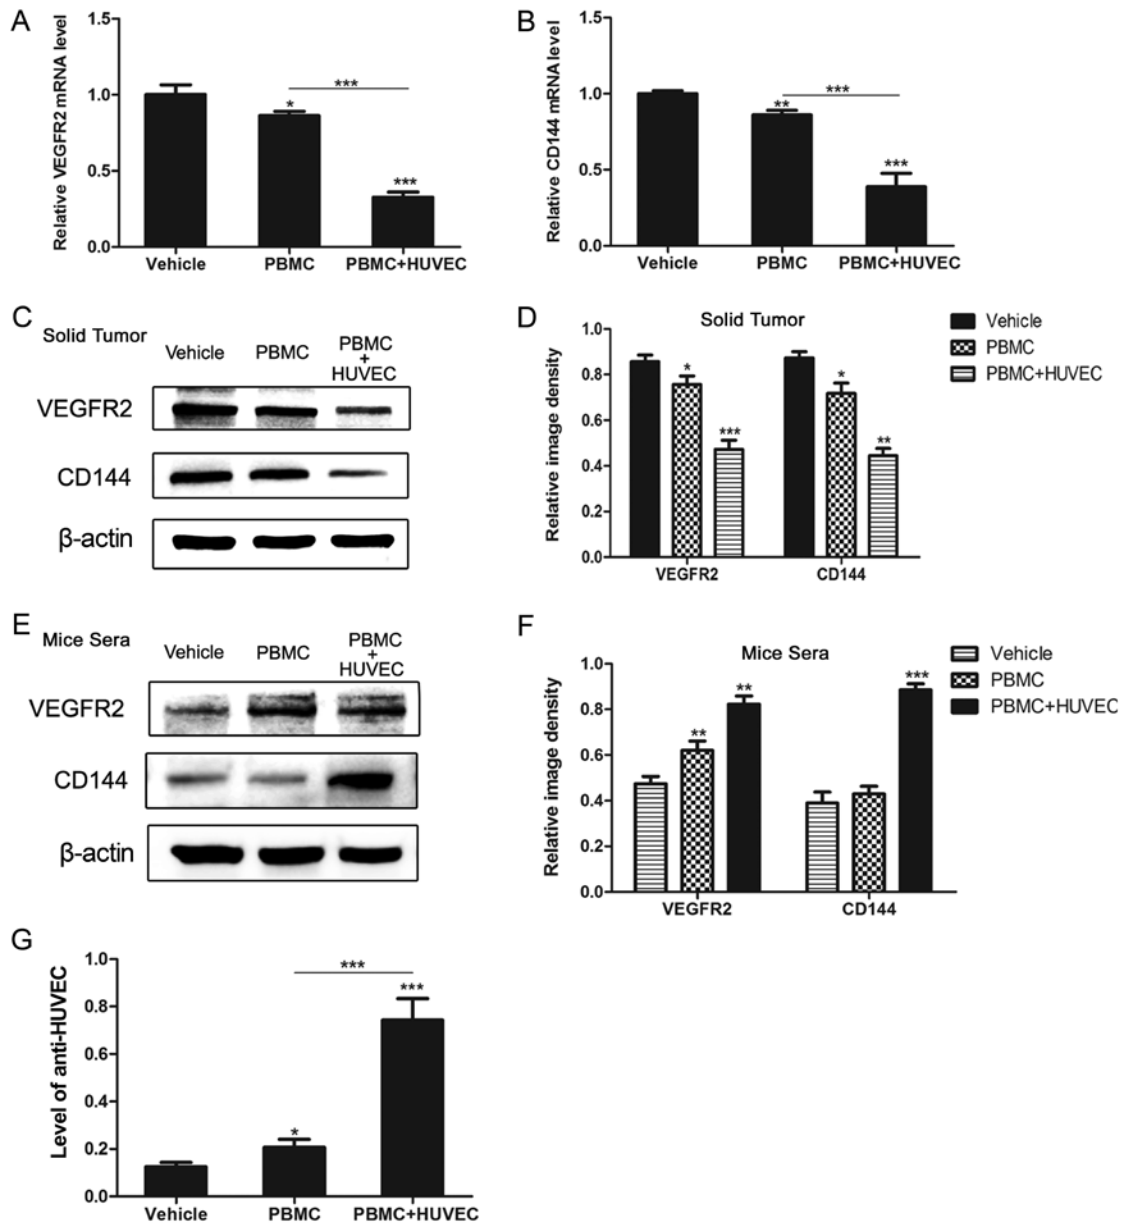 A
Relative VEGFR2 mRNA level
1.5
1.0
0.5
0.0
*
***
***
Vehicle PBMC PBMC+HUVEC
B
Relative CD144 mRNA level
1.5
1.0
0.5
0.0
**
***
***
Vehicle PBMC PBMC+HUVEC
C
Solid Tumor
Vehicle PBMC PBMC
+
HUVEC
VEGFR2
CD144
β-actin
D
Solid Tumor
Relative image density
1.0
0.8
0.6
0.4
0.2
0.0
*
***
*
**
VEGFR2 CD144
Vehicle
PBMC
PBMC+HUVEC
E
Mice Sera
Vehicle PBMC PBMC
+
HUVEC
VEGFR2
CD144
β-actin
F
Mice Sera
Relative image density
1.0
0.8
0.6
0.4
0.2
0.0
**
**
***
VEGFR2 CD144
Vehicle
PBMC
PBMC+HUVEC
G
Level of anti-HUVEC
1.0
0.8
0.6
0.4
0.2
0.0
*
***
***
Vehicle PBMC PBMC+HUVEC